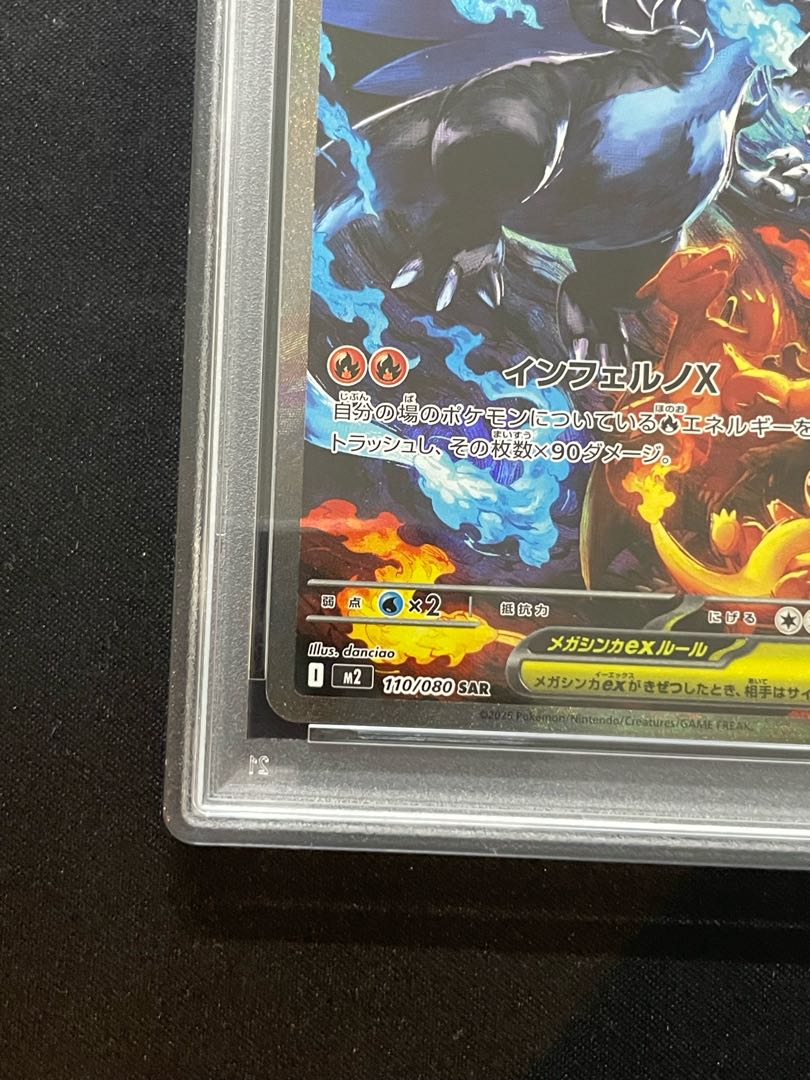 インフェルノX
自分の場のポケモンについているエネルギーを
トラッシュし、その枚数×90ダメージ。
弱点 ×2 抵抗力 にげる
メガシンカexルール
メガシンカexがきぜつしたとき、相手はサイ
Illus. danciao
I M2 110/080 SAR
©2025 Pokémon/Nintendo/Creatures/GAME FREAK.